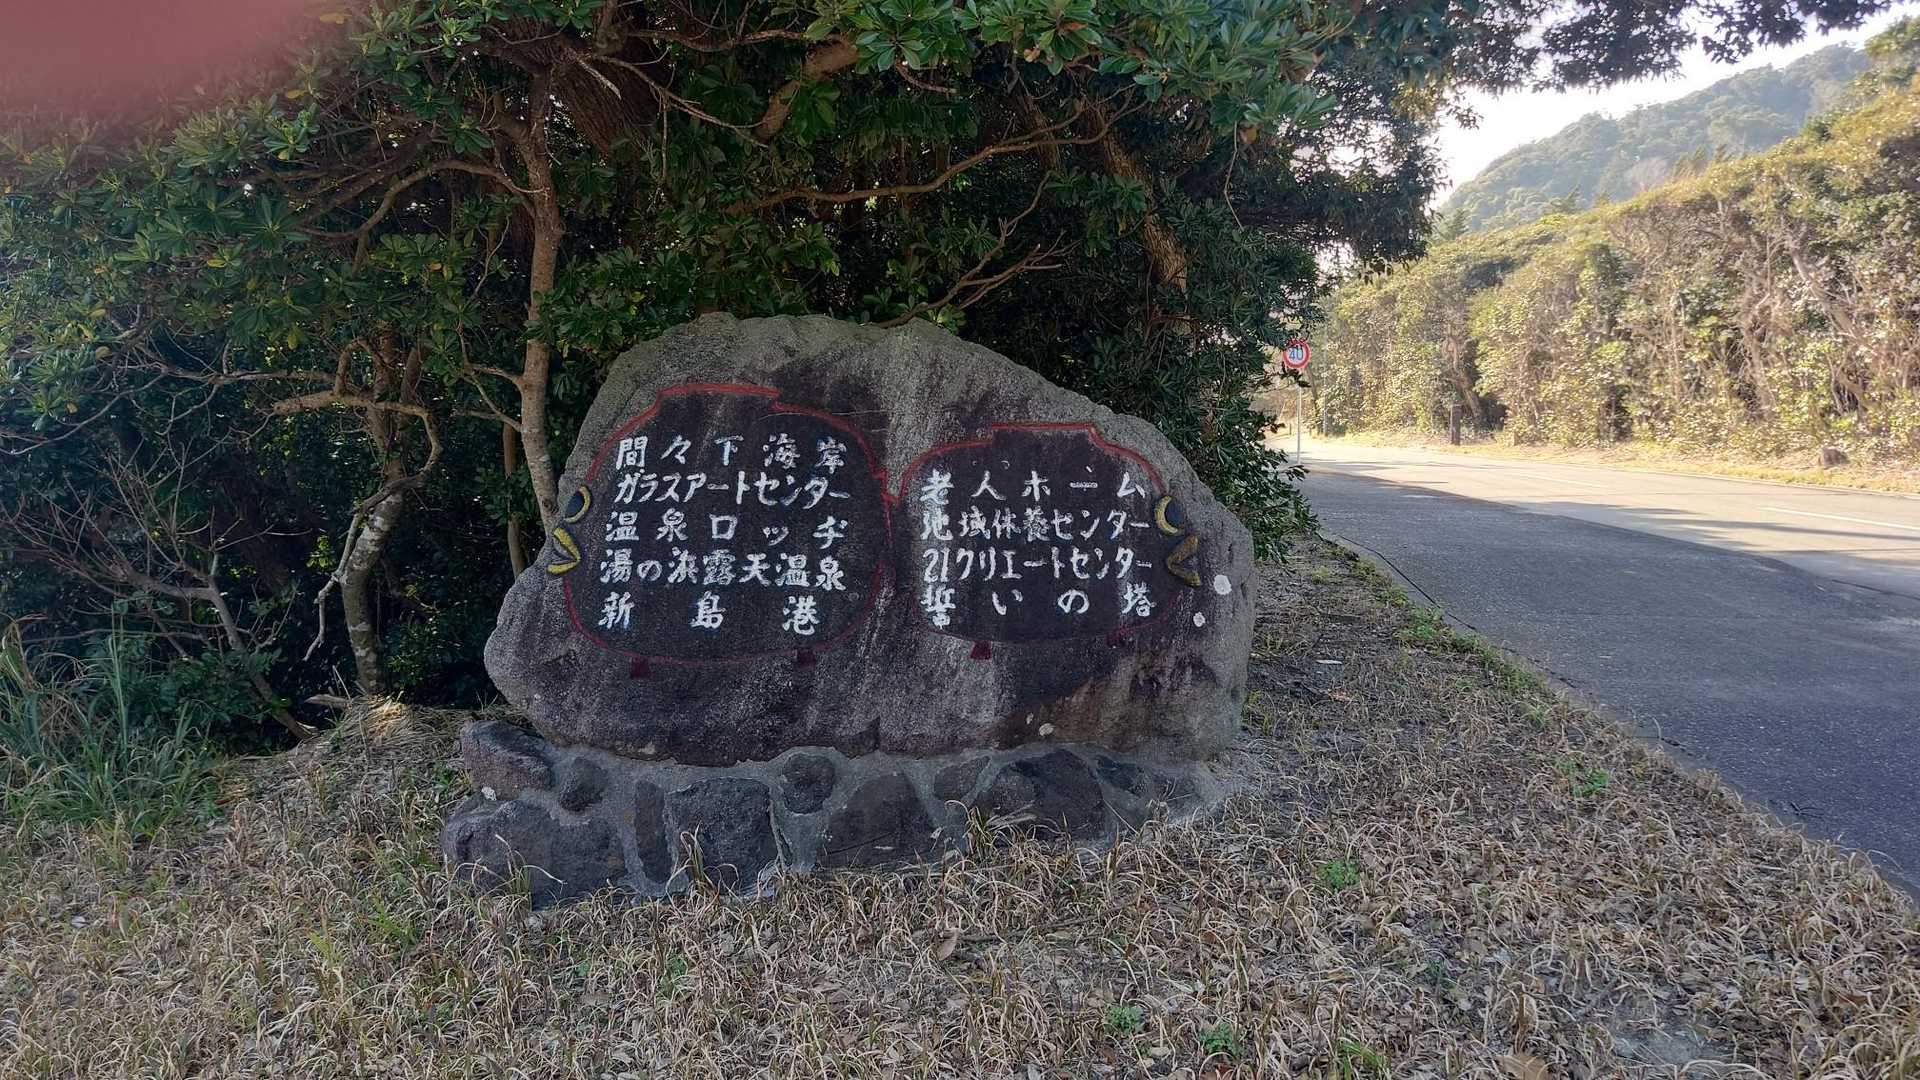 間々下海岸
ガラスアートセンター
温泉ロッヂ
湯の浜露天温泉
新島港
老人ホーム
地域休養センター
21クリエートセンター
誓いの塔
40